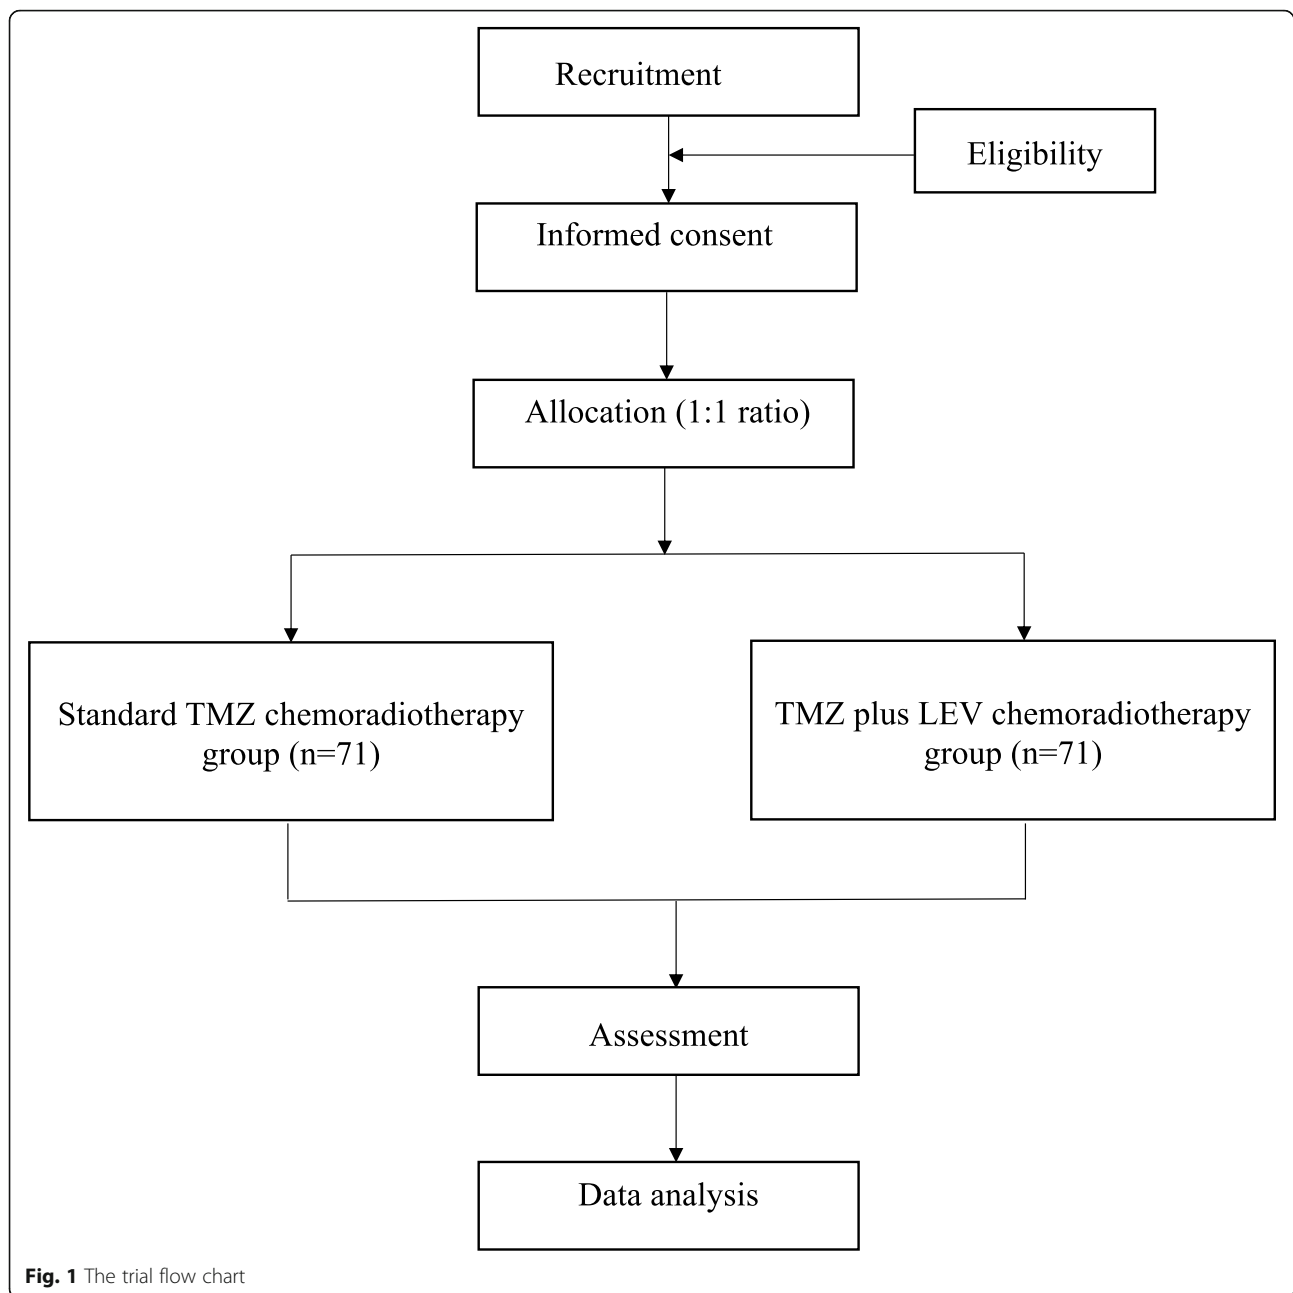 Recruitment
Eligibility
Informed consent
Allocation (1:1 ratio)
Standard TMZ chemoradiotherapy
group (n=71)
TMZ plus LEV chemoradiotherapy
group (n=71)
Assessment
Data analysis
Fig. 1 The trial flow chart